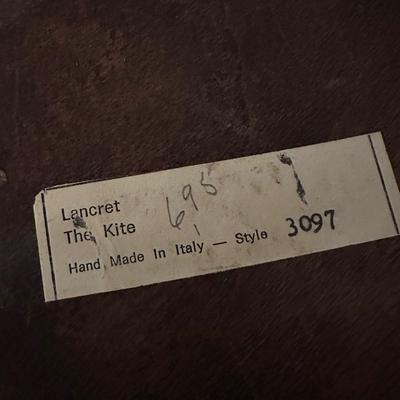 Lancret
The Kite 695
Hand Made In Italy — Style 3097